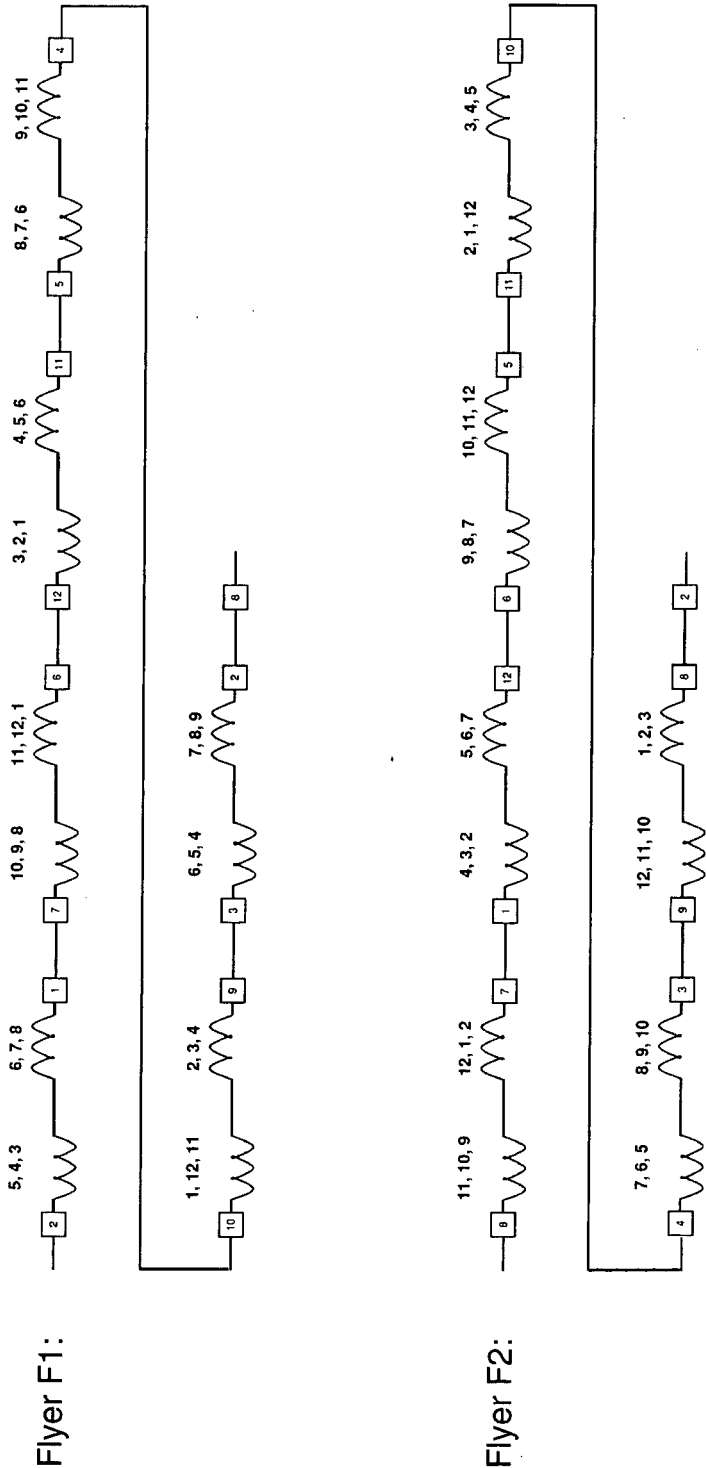 5, 4, 3 6, 7, 8 10, 9, 8 11, 12, 1 3, 2, 1 4, 5, 6 8, 7, 6 9, 10, 11
Flyer F1: 2 1 7 6 12 11 5 4
1, 12, 11 2, 3, 4 6, 5, 4 7, 8, 9
10 9 3 2 8
11, 10, 9 12, 1, 2 4, 3, 2 5, 6, 7 9, 8, 7 10, 11, 12 2, 1, 12 3, 4, 5
Flyer F2: 8 7 1 12 6 5 11 10
7, 6, 5 8, 9, 10 12, 11, 10 1, 2, 3
4 3 9 8 2